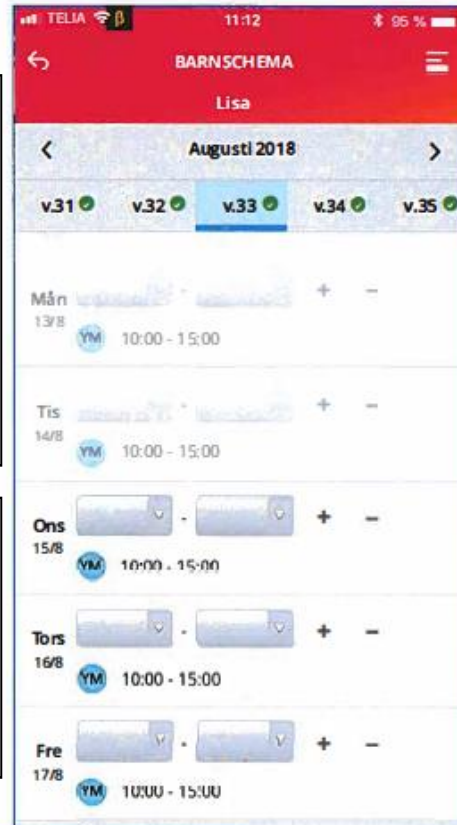 TELIA β 11:12 95 %
BARNSCHEMA
Lisa
Augusti 2018
v.31 v.32 v.33 v.34 v.35
Mån + -
13/8
YM 10:00 - 15:00
Tis + -
14/8
YM 10:00 - 15:00
Ons - + -
15/8
YM 10:00 - 15:00
Tors - + -
16/8
YM 10:00 - 15:00
Fre - + -
17/8
YM 10:00 - 15:00